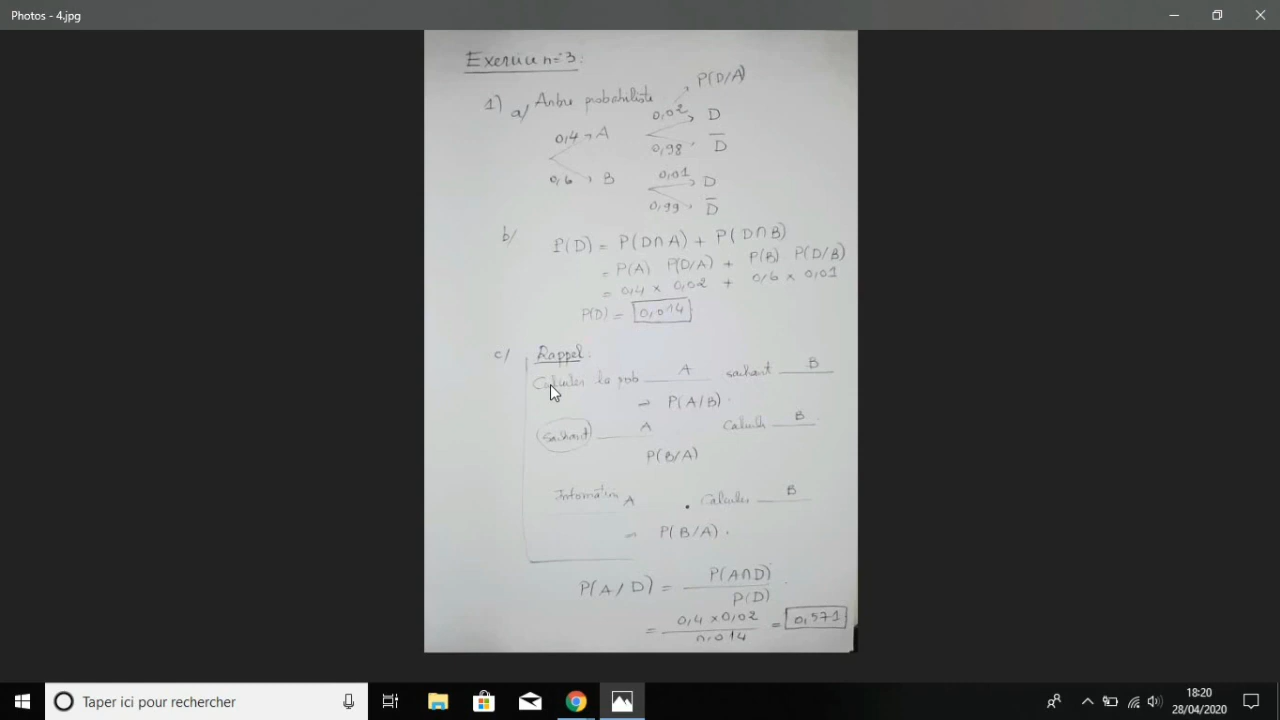 Photos - 4.jpg
Exercice n=3:
1) a/ Arbre probabiliste
P(D/A)
0,4 → A
0,02 → D
0,98 → D̅
0,6 → B
0,01 → D
0,99 → D̅
b/ P(D) = P(D∩A) + P(D∩B)
= P(A) P(D/A) + P(B) P(D/B)
= 0,4 × 0,02 + 0,6 × 0,01
P(D) = 0,014
c/ Rappel:
Calculer la prob A sachant B
→ P(A/B).
Sachant A Calculer B
P(B/A)
Information A . Calculer B
→ P(B/A).
P(A/D) = P(A∩D) / P(D)
= 0,4 × 0,02 / 0,014 = 0,571
Taper ici pour rechercher
18:20
28/04/2020